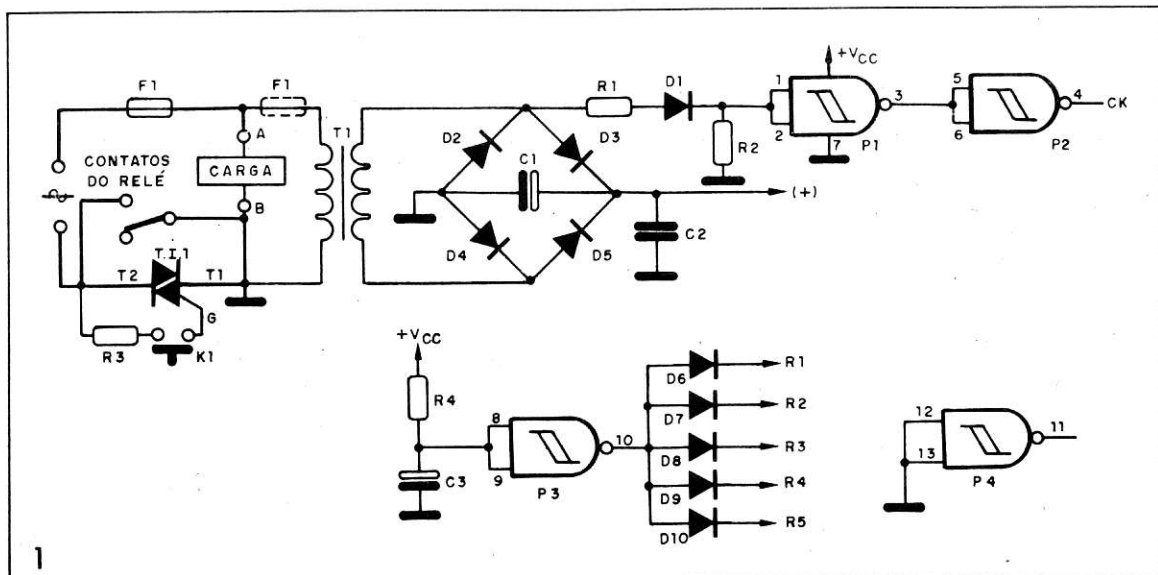 F1
F1
R1
D1
+VCC
1
2
3
7
P1
5
6
4
CK
P2
R2
A
CARGA
B
CONTATOS
DO RELÉ
T1
D2
D3
C1
D4
D5
(+)
C2
T.I.1
T2
T1
G
R3
K1
+VCC
R4
C3
8
9
10
P3
D6
R1
D7
R2
D8
R3
D9
R4
D10
R5
12
13
11
P4
1